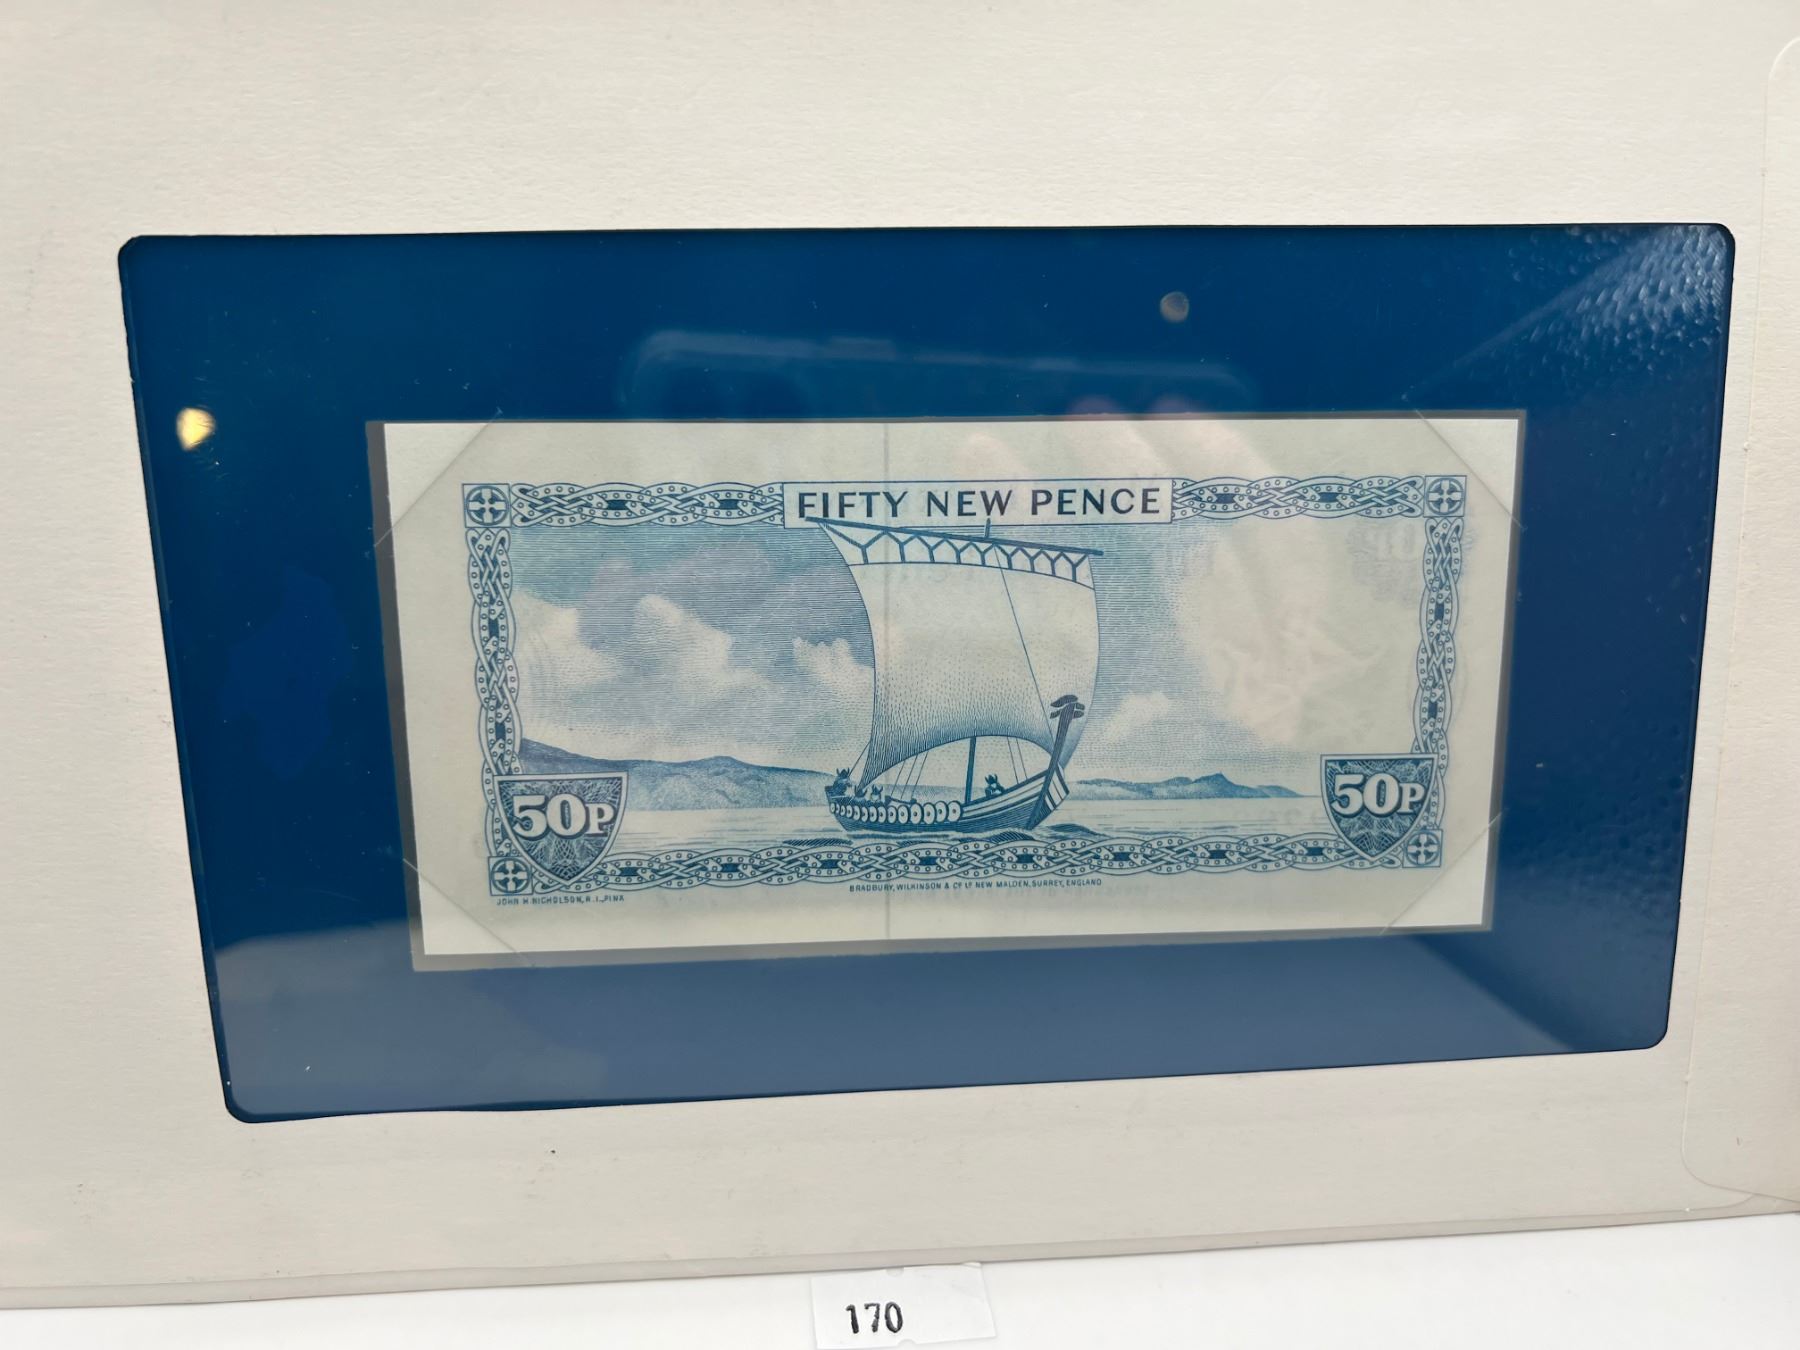 FIFTY NEW PENCE
50P
50P
BRADBURY, WILKINSON & Cº Lº NEW MALDEN, SURREY, ENGLAND
JOHN H. NICHOLSON, R.I., PINX
170